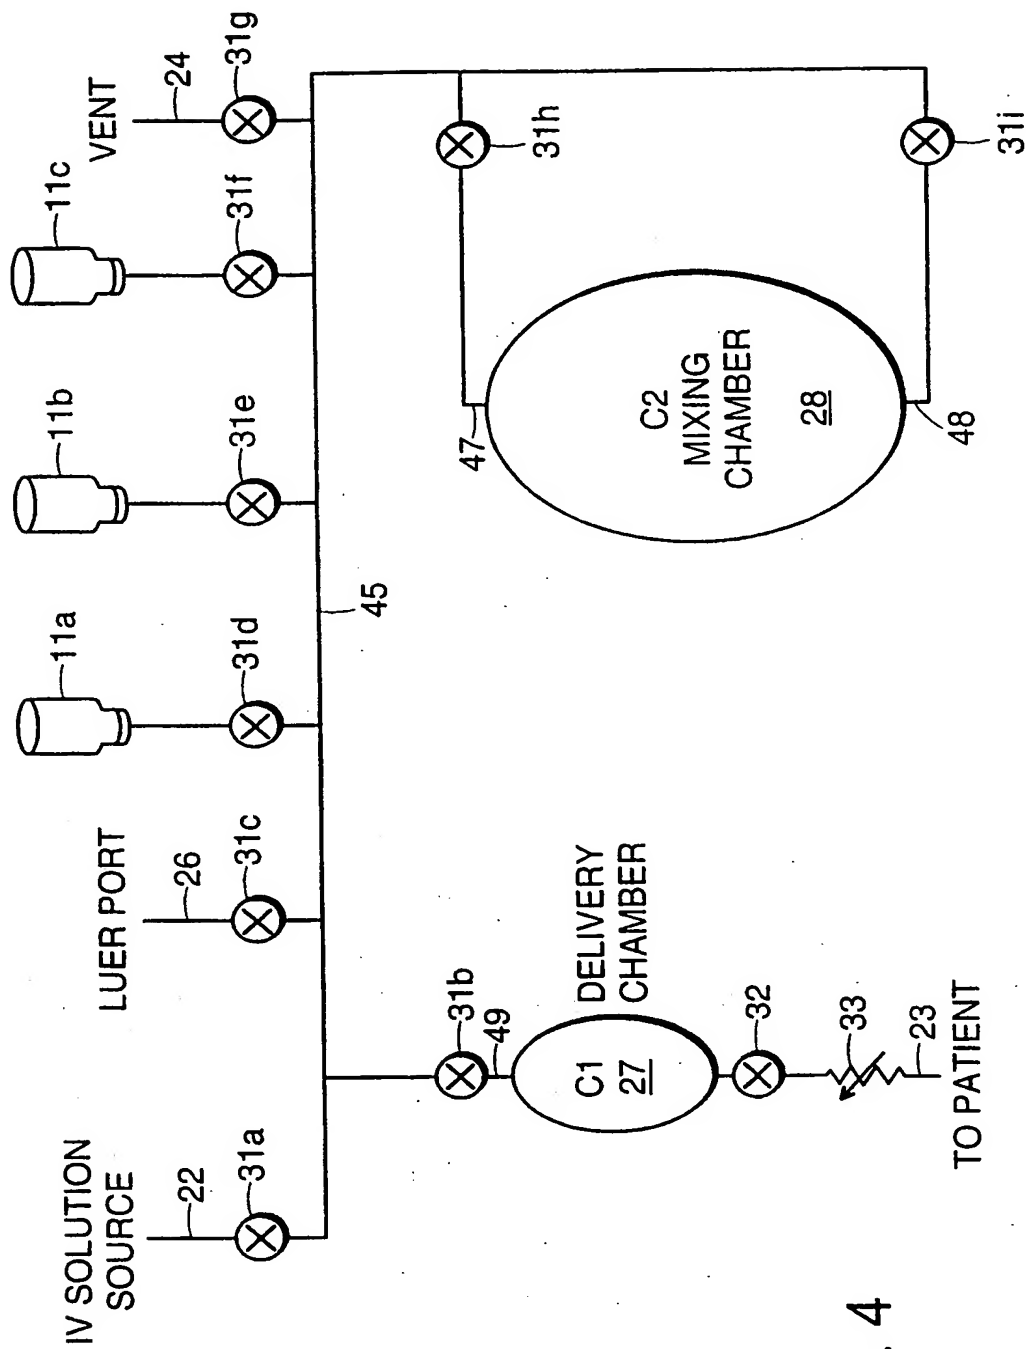 IV SOLUTION
SOURCE
22
31a
LUER PORT
26
31c
11a
31d
11b
31e
11c
31f
VENT
24
31g
45
31b
49
C1
27
DELIVERY
CHAMBER
32
33
23
TO PATIENT
47
C2
MIXING
CHAMBER
28
48
31h
31i
. 4